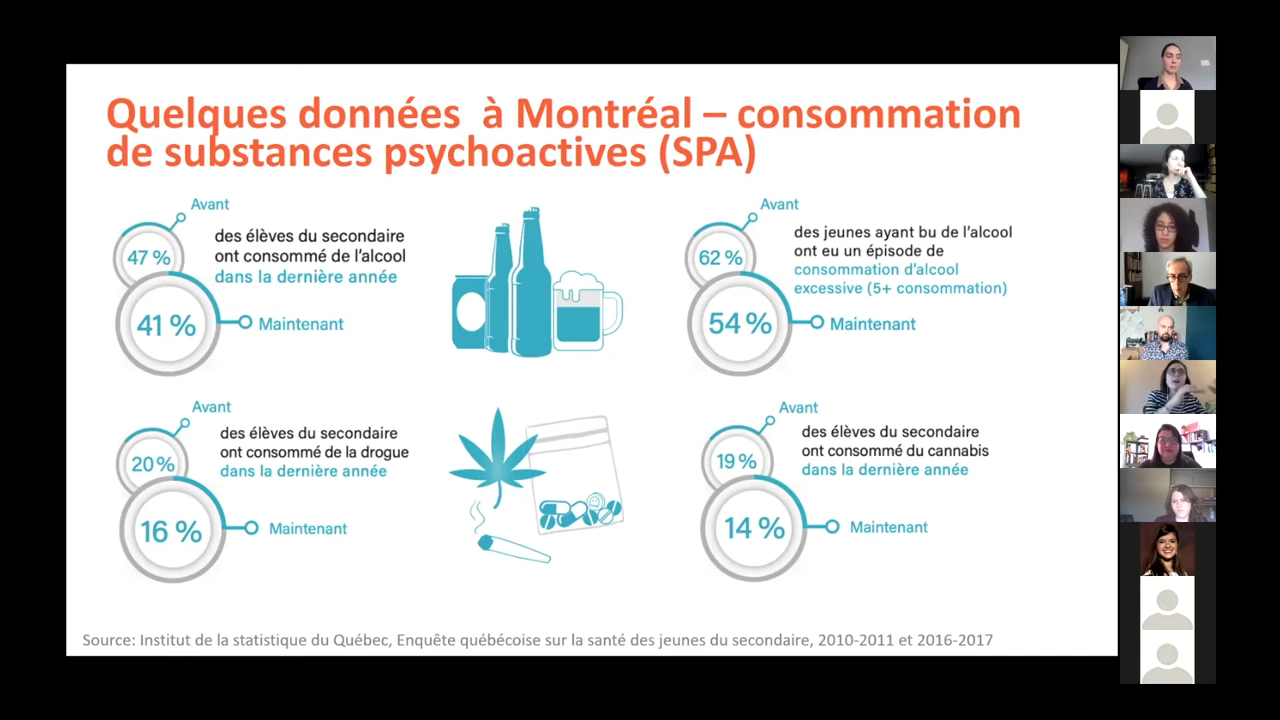 Quelques données à Montréal – consommation
de substances psychoactives (SPA)
Avant
47 %
des élèves du secondaire
ont consommé de l'alcool
dans la dernière année
41 %
Maintenant
Avant
62 %
des jeunes ayant bu de l'alcool
ont eu un épisode de
consommation d'alcool
excessive (5+ consommation)
54 %
Maintenant
Avant
20 %
des élèves du secondaire
ont consommé de la drogue
dans la dernière année
16 %
Maintenant
Avant
19 %
des élèves du secondaire
ont consommé du cannabis
dans la dernière année
14 %
Maintenant
Source: Institut de la statistique du Québec, Enquête québécoise sur la santé des jeunes du secondaire, 2010-2011 et 2016-2017